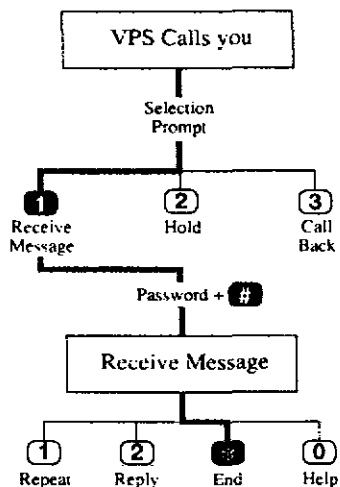 VPS Calls you
Selection
Prompt
1 2 3
Receive Hold Call
Message Back
Password + #
Receive Message
1 2 * 0
Repeat Reply End Help